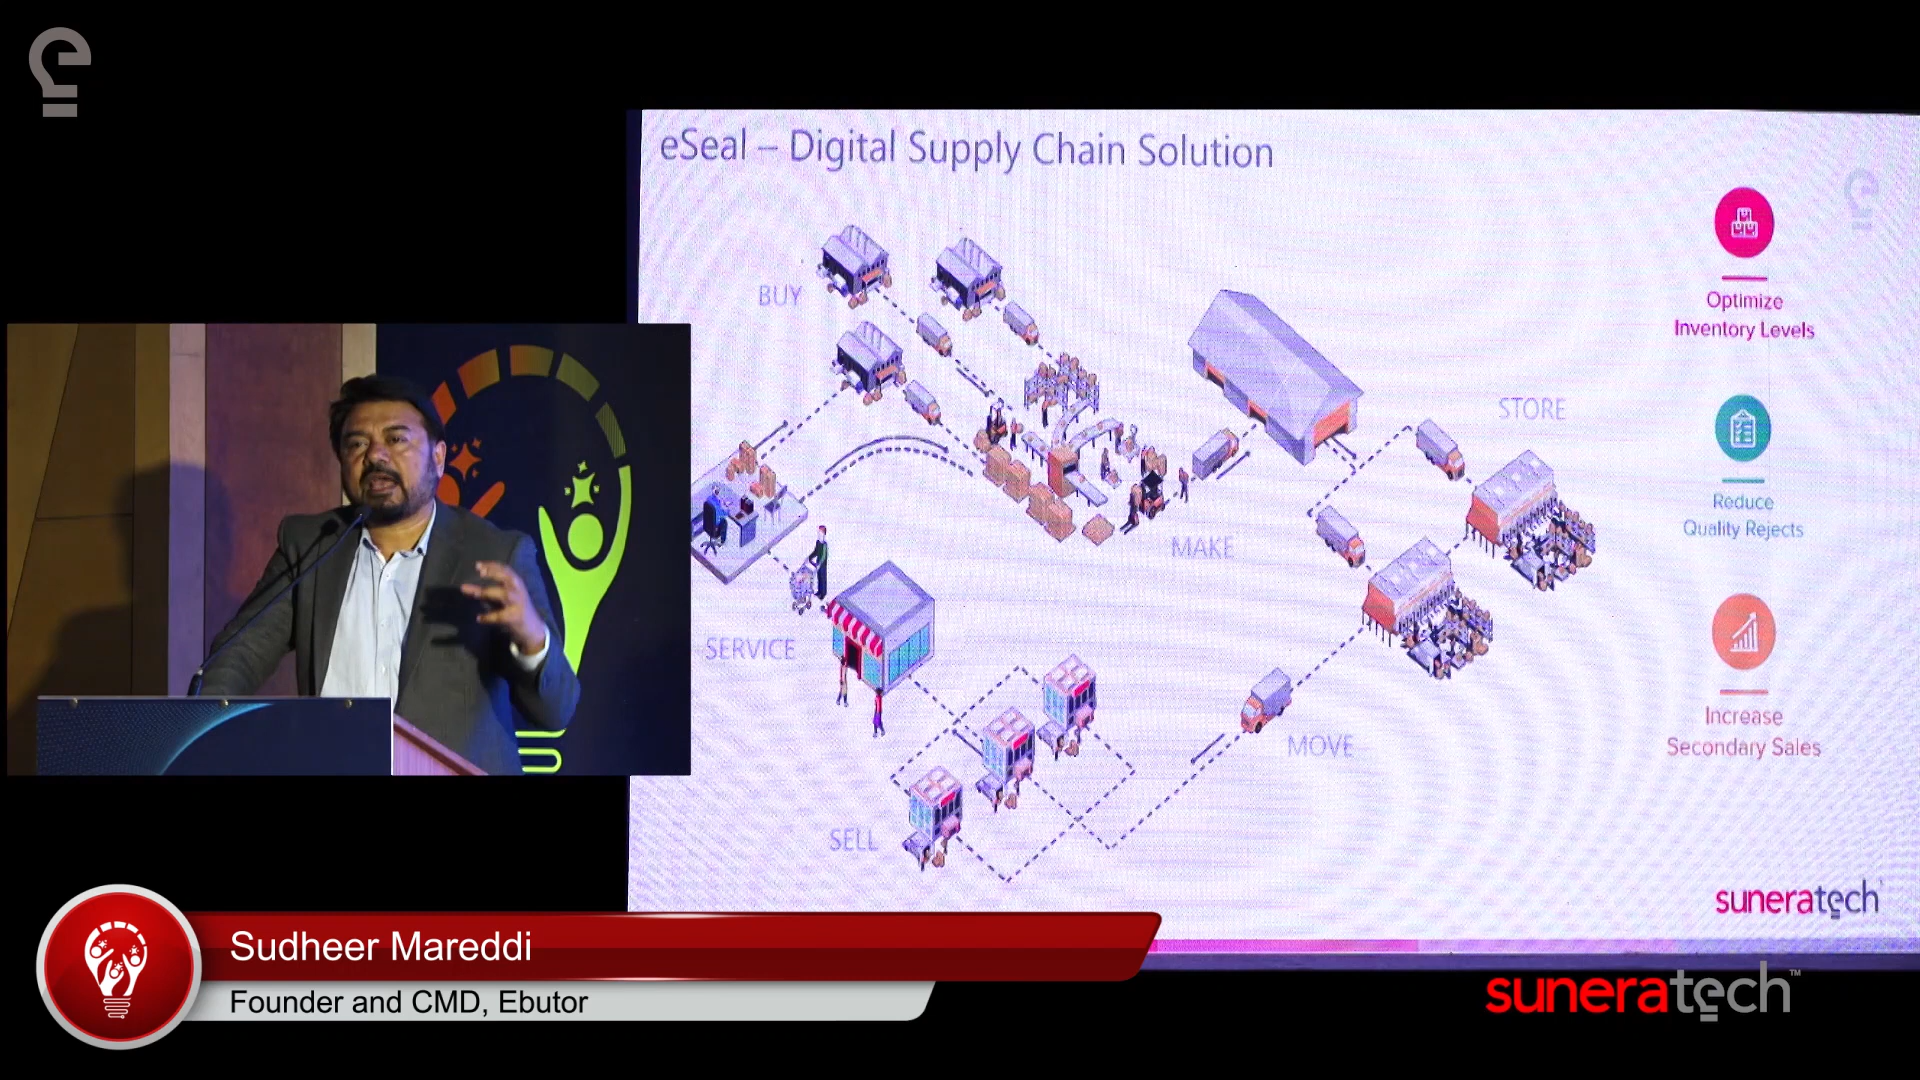 eSeal – Digital Supply Chain Solution
BUY
STORE
MAKE
SERVICE
MOVE
SELL
Optimize
Inventory Levels
Reduce
Quality Rejects
Increase
Secondary Sales
suneratech
Sudheer Mareddi
Founder and CMD, Ebutor
suneratech™